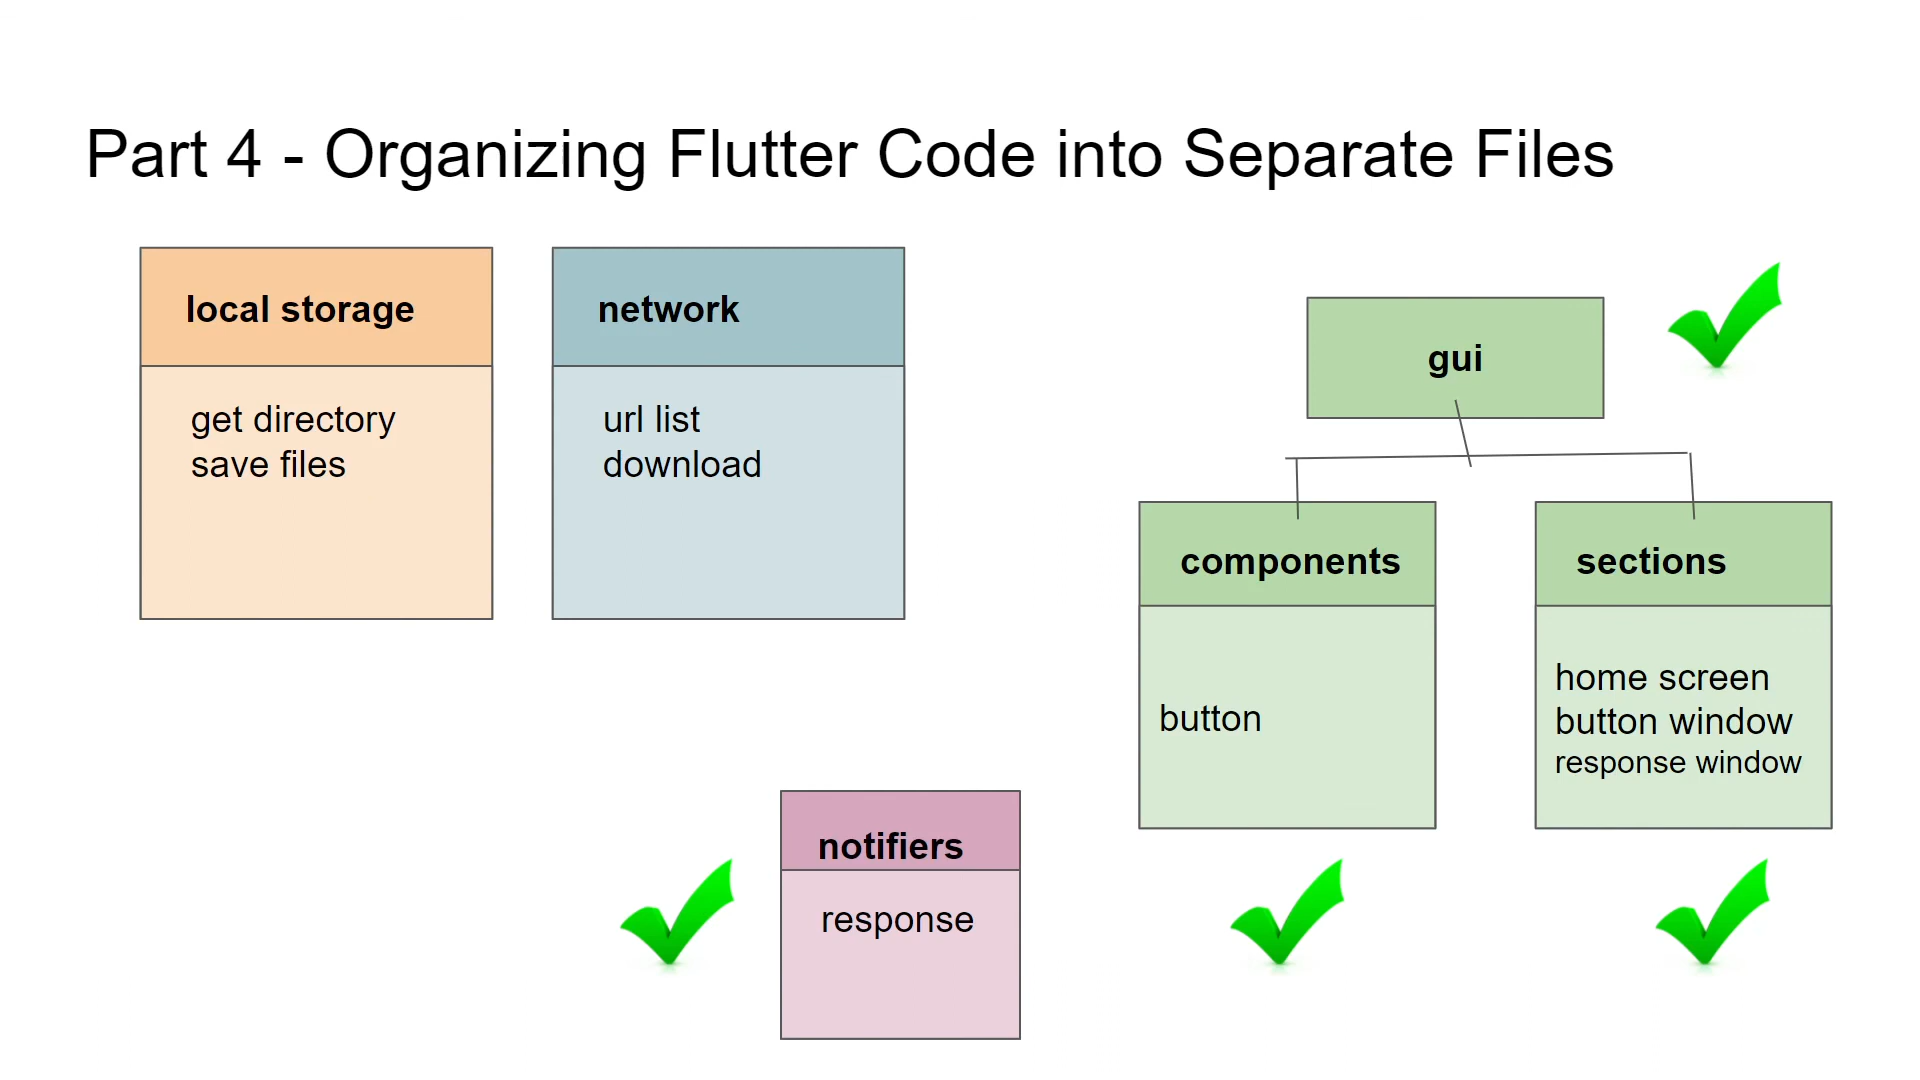 Part 4 - Organizing Flutter Code into Separate Files
local storage
get directory
save files
network
url list
download
gui
components
button
sections
home screen
button window
response window
notifiers
response